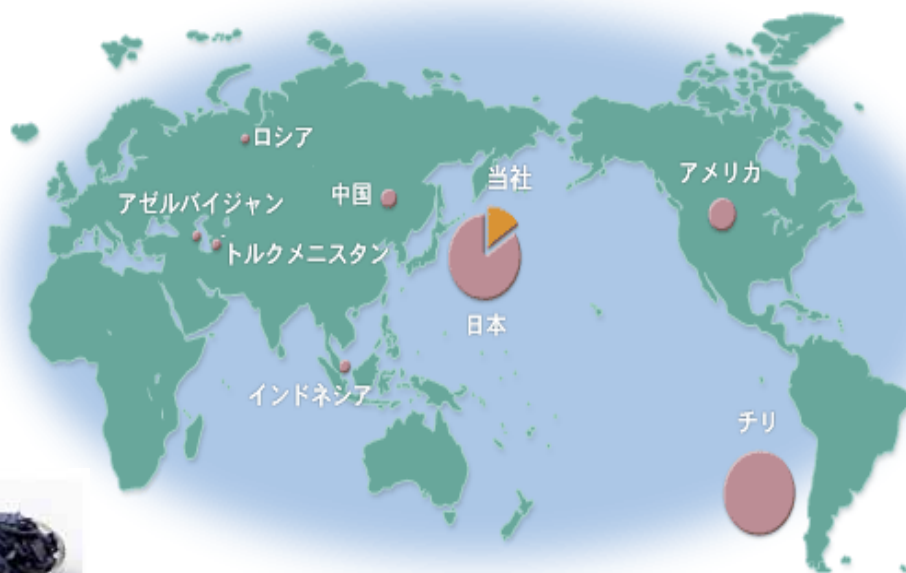 ロシア
当社
アメリカ
中国
アゼルバイジャン
トルクメニスタン
日本
インドネシア
チリ